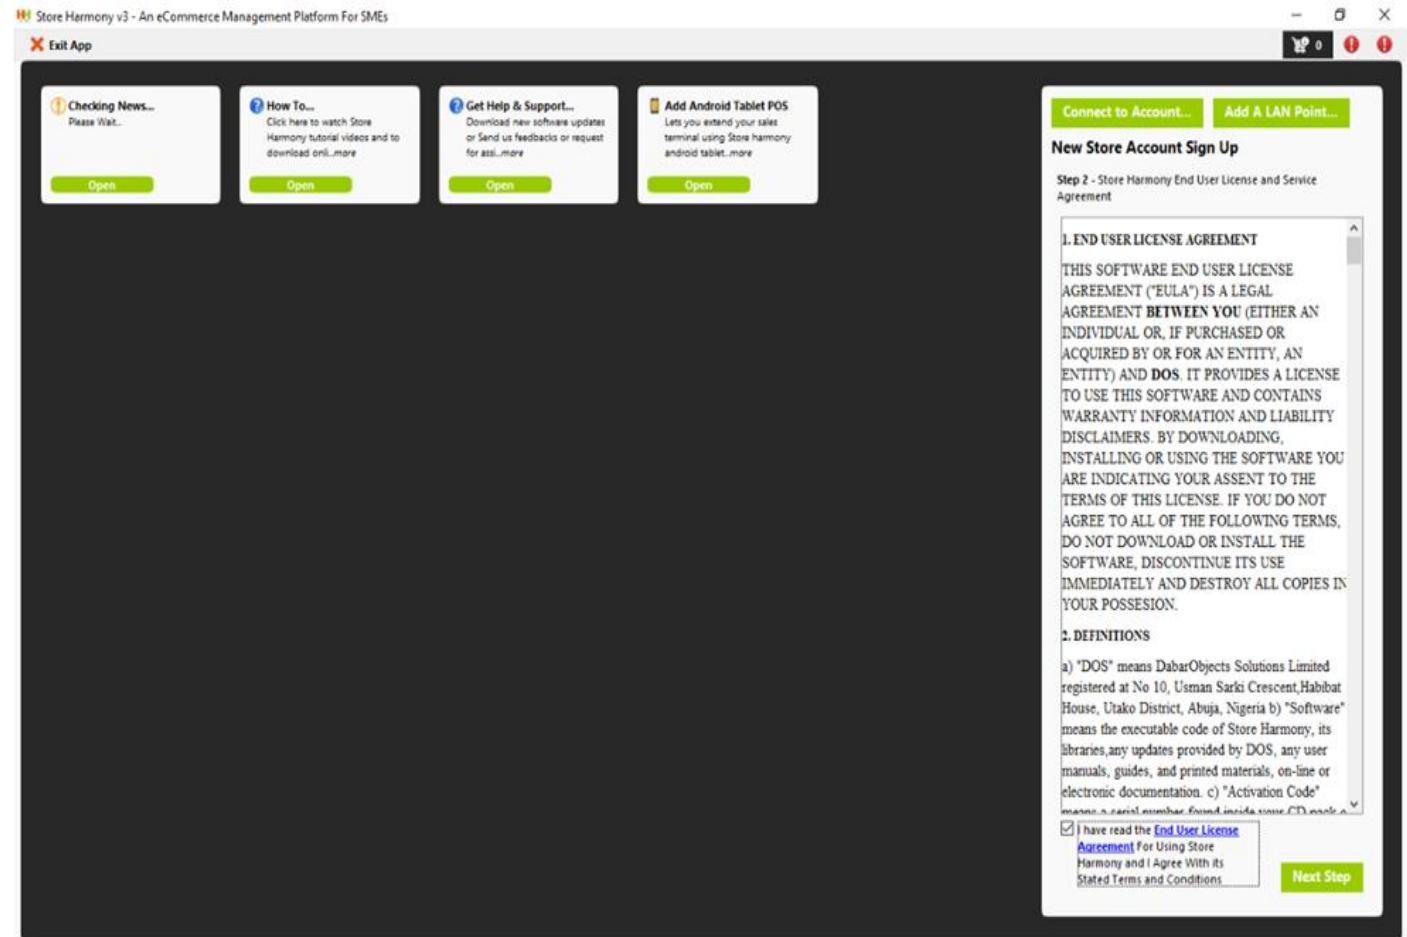 Store Harmony v3 - An eCommerce Management Platform For SMEs
Exit App
0
Checking News...
Please Wait..
Open
How To...
Click here to watch Store
Harmony tutorial videos and to
download onli...more
Open
Get Help & Support...
Download new software updates
or Send us feedbacks or request
for assi...more
Open
Add Android Tablet POS
Lets you extend your sales
terminal using Store harmony
android tablet...more
Open
Connect to Account...
Add A LAN Point...
New Store Account Sign Up
Step 2 - Store Harmony End User License and Service
Agreement
1. END USER LICENSE AGREEMENT
THIS SOFTWARE END USER LICENSE
AGREEMENT ("EULA") IS A LEGAL
AGREEMENT BETWEEN YOU (EITHER AN
INDIVIDUAL OR, IF PURCHASED OR
ACQUIRED BY OR FOR AN ENTITY, AN
ENTITY) AND DOS. IT PROVIDES A LICENSE
TO USE THIS SOFTWARE AND CONTAINS
WARRANTY INFORMATION AND LIABILITY
DISCLAIMERS. BY DOWNLOADING,
INSTALLING OR USING THE SOFTWARE YOU
ARE INDICATING YOUR ASSENT TO THE
TERMS OF THIS LICENSE. IF YOU DO NOT
AGREE TO ALL OF THE FOLLOWING TERMS,
DO NOT DOWNLOAD OR INSTALL THE
SOFTWARE, DISCONTINUE ITS USE
IMMEDIATELY AND DESTROY ALL COPIES IN
YOUR POSSESION.
2. DEFINITIONS
a) "DOS" means DabarObjects Solutions Limited
registered at No 10, Usman Sarki Crescent,Habibat
House, Utako District, Abuja, Nigeria b) "Software"
means the executable code of Store Harmony, its
libraries,any updates provided by DOS, any user
manuals, guides, and printed materials, on-line or
electronic documentation. c) "Activation Code"
means a serial number found inside your CD pack
I have read the End User License
Agreement For Using Store
Harmony and I Agree With its
Stated Terms and Conditions
Next Step